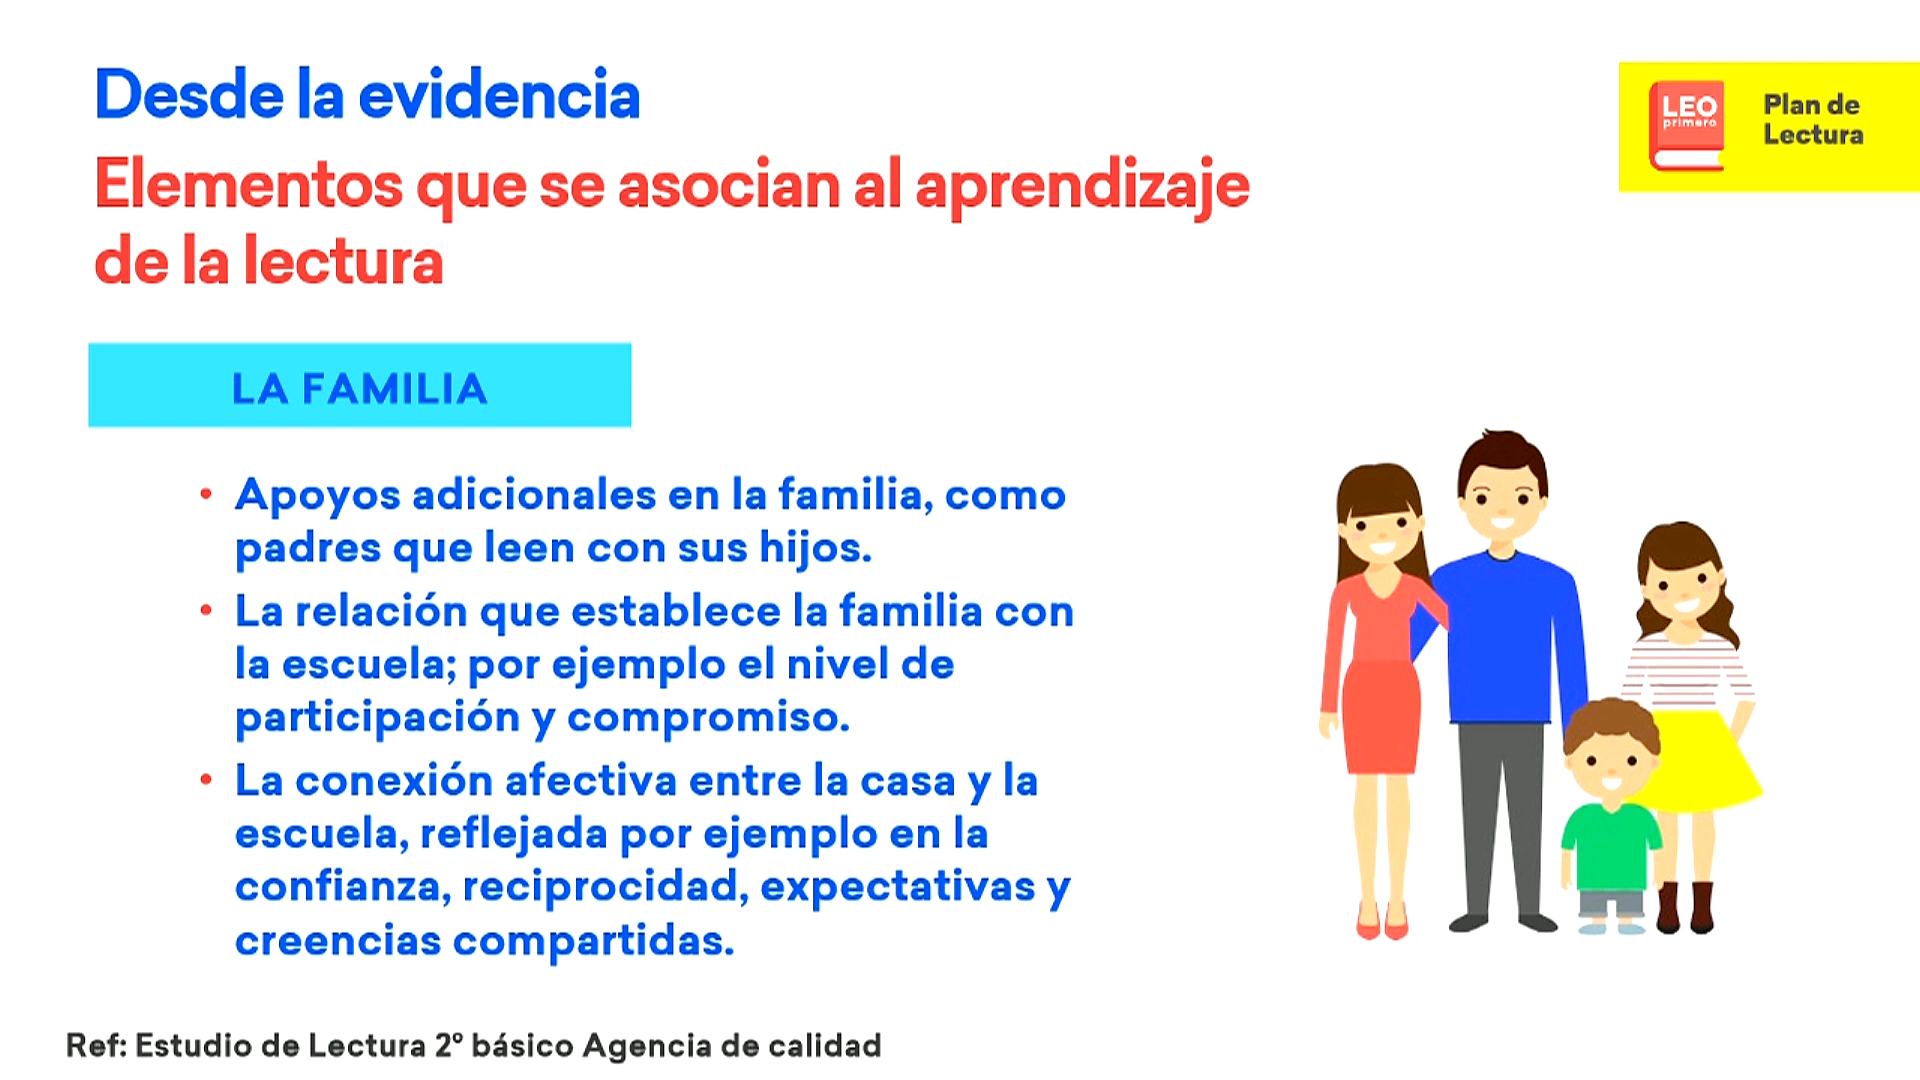 Desde la evidencia
Elementos que se asocian al aprendizaje
de la lectura
LEO
primero
Plan de
Lectura
LA FAMILIA
• Apoyos adicionales en la familia, como
padres que leen con sus hijos.
• La relación que establece la familia con
la escuela; por ejemplo el nivel de
participación y compromiso.
• La conexión afectiva entre la casa y la
escuela, reflejada por ejemplo en la
confianza, reciprocidad, expectativas y
creencias compartidas.
Ref: Estudio de Lectura 2º básico Agencia de calidad